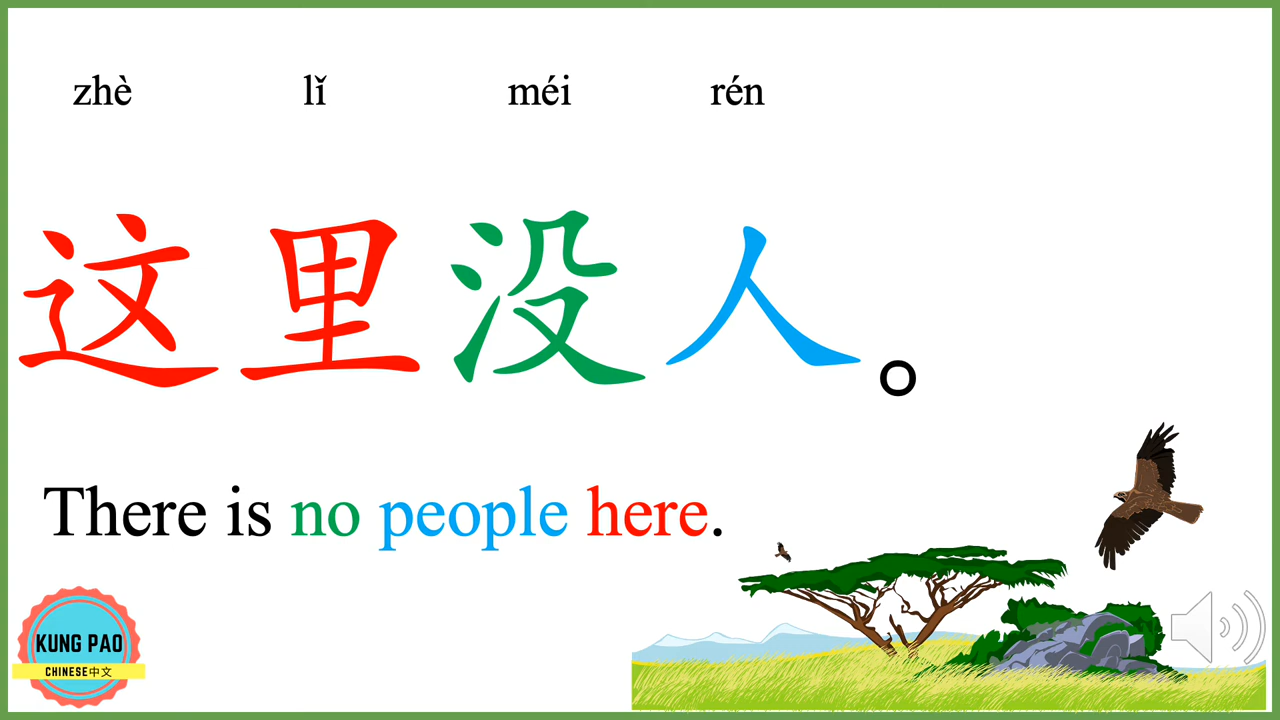 zhè lǐ méi rén
这里没人。
There is no people here.
KUNG PAO
CHINESE中文